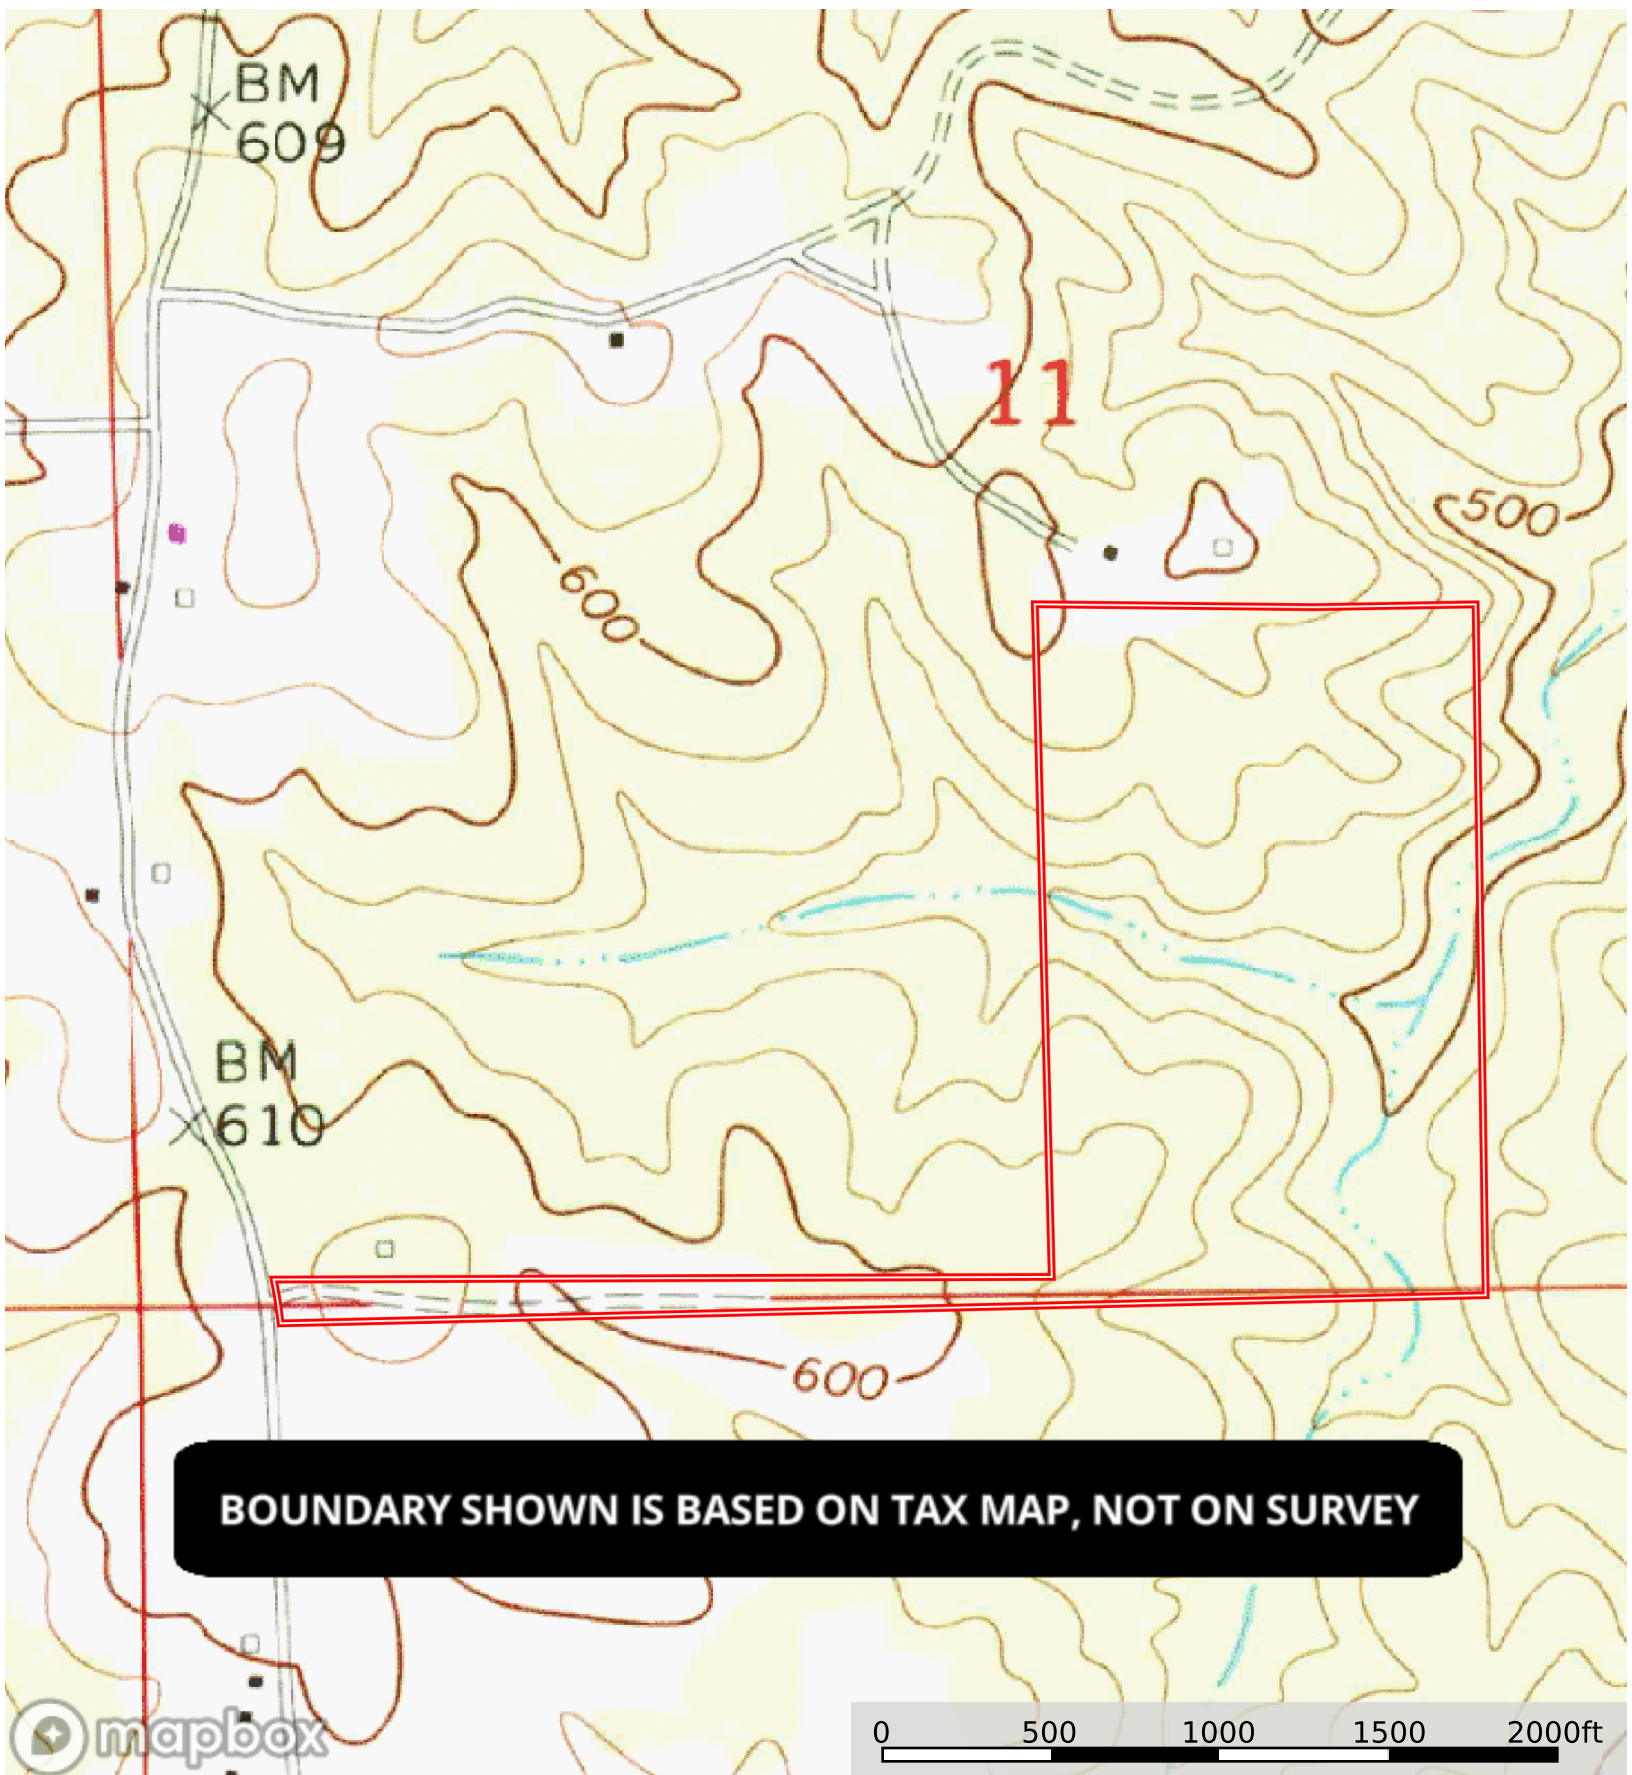 BM
609
11
500
600
BM
610
600
BOUNDARY SHOWN IS BASED ON TAX MAP, NOT ON SURVEY
mapbox
0 500 1000 1500 2000ft